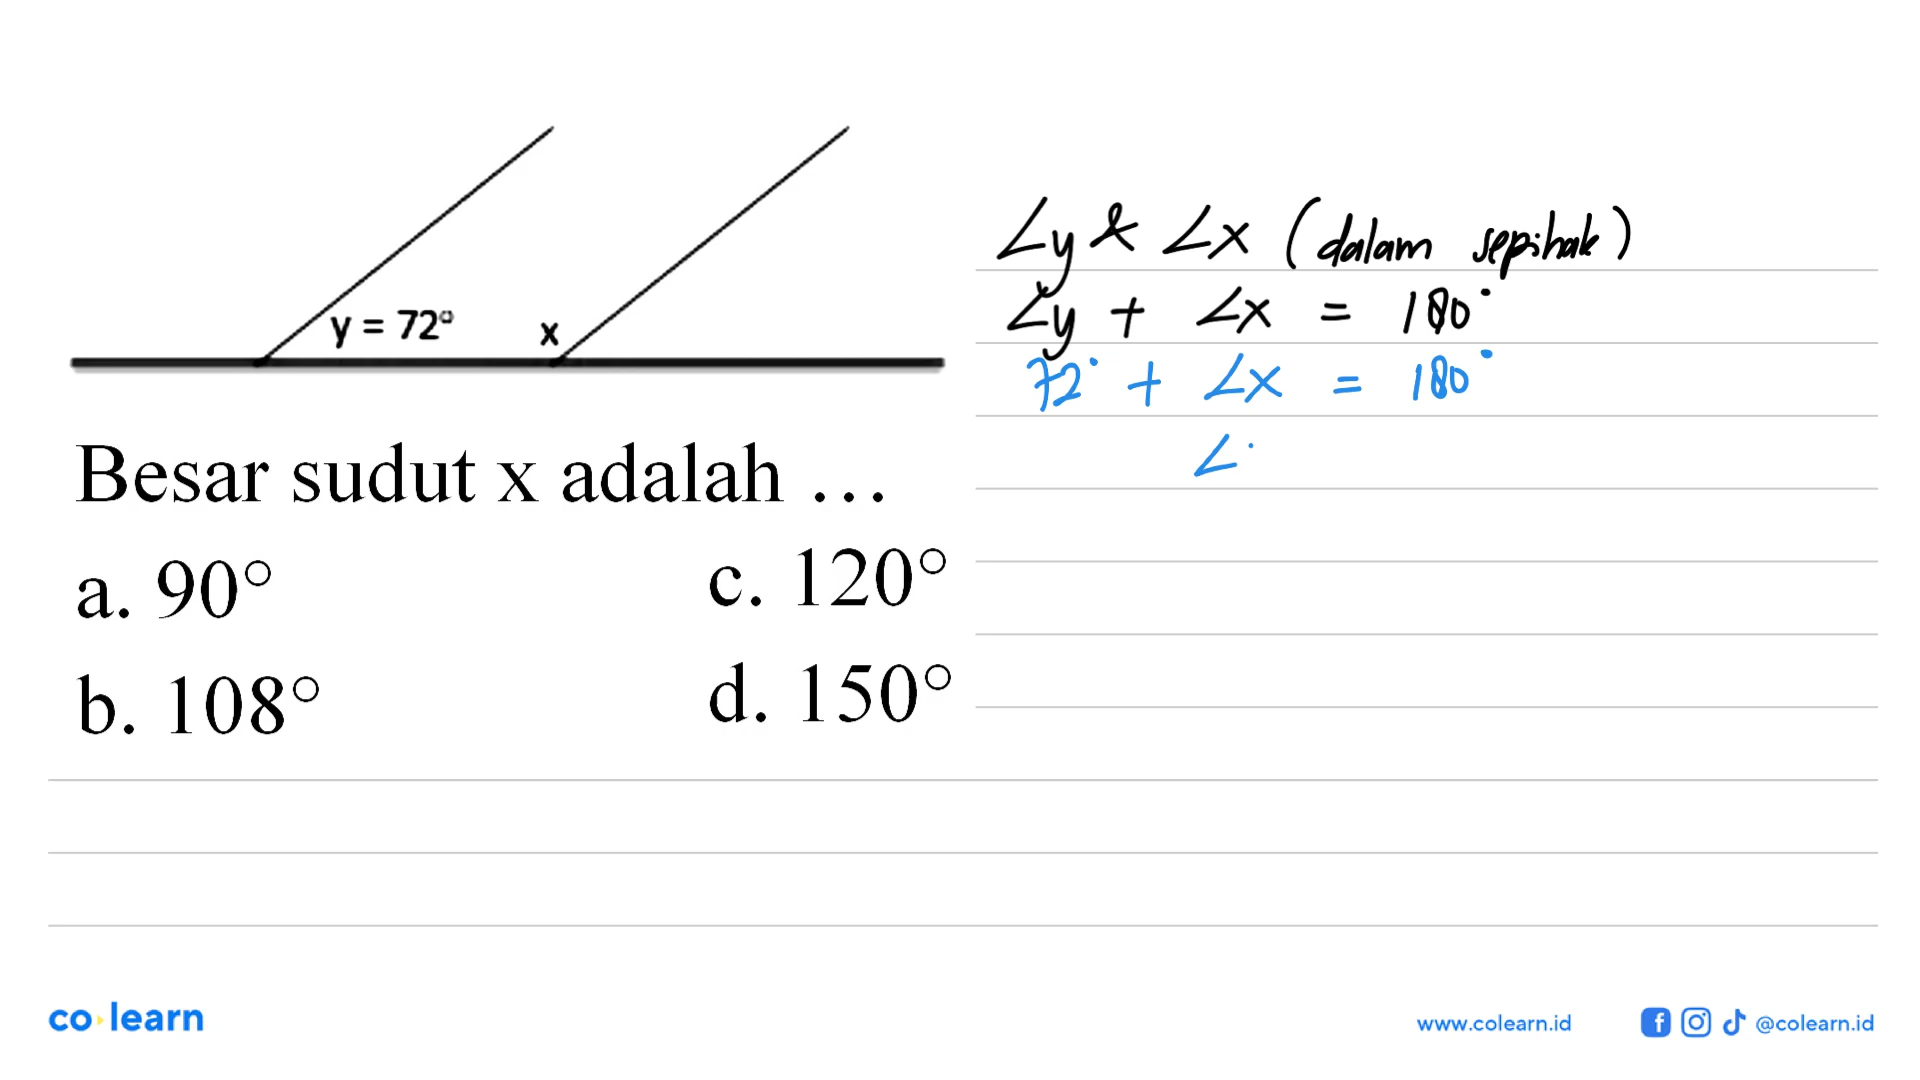 y = 72°
x
Besar sudut x adalah ...
a. 90°
c. 120°
b. 108°
d. 150°
∠y & ∠x (dalam sepihak)
∠y + ∠x = 180°
72° + ∠x = 180°
∠
co learn
www.colearn.id
@colearn.id